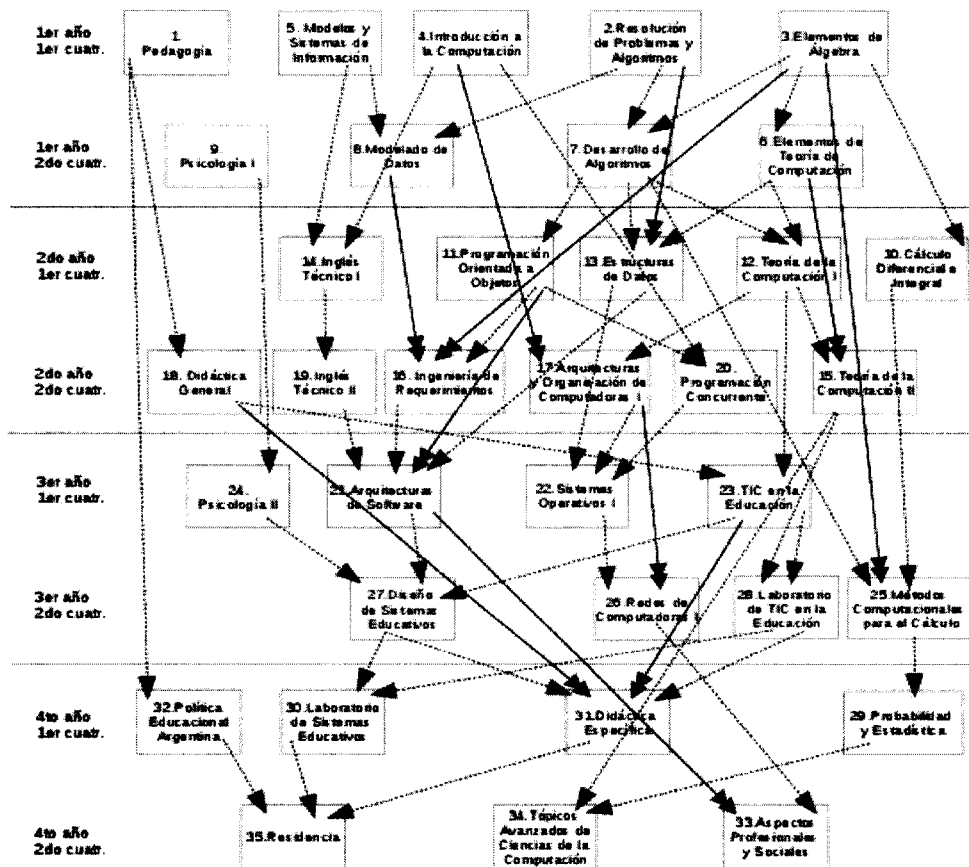 1er año
1er cuatr.
1.
Pedagogía
5. Modelos y
Sistemas de
Información
4.Introducción a
la Computación
2.Resolución
de Problemas y
Algoritmos
3.Elementos de
Álgebra
1er año
2do cuatr.
9.
Psicología I
8.Modelado de
Datos
7.Desarrollo de
Algoritmos
6.Elementos de
Teoría de
Computación
2do año
1er cuatr.
14.Inglés
Técnico I
11.Programación
Orientada a
Objetos
13.Estructuras
de Datos
12.Teoría de la
Computación I
10.Cálculo
Diferencial e
Integral
2do año
2do cuatr.
18. Didáctica
General
19.Inglés
Técnico II
16.Ingeniería de
Requerimientos
17.Arquitecturas
y Organización de
Computadoras I
20.
Programación
Concurrente
15.Teoría de la
Computación II
3er año
1er cuatr.
24.
Psicología II
21.Arquitecturas
de Software
22.Sistemas
Operativos I
23.TIC en la
Educación
3er año
2do cuatr.
27.Diseño
de Sistemas
Educativos
26.Redes de
Computadoras I
28.Laboratorio
de TIC en la
Educación
25.Métodos
Computacionales
para el Cálculo
4to año
1er cuatr.
32.Política
Educacional
Argentina
30.Laboratorio
de Sistemas
Educativos
31.Didáctica
Específica
29.Probabilidad
y Estadística
4to año
2do cuatr.
35.Residencia
34.Tópicos
Avanzados de
Ciencias de la
Computación
33.Aspectos
Profesionales
y Sociales